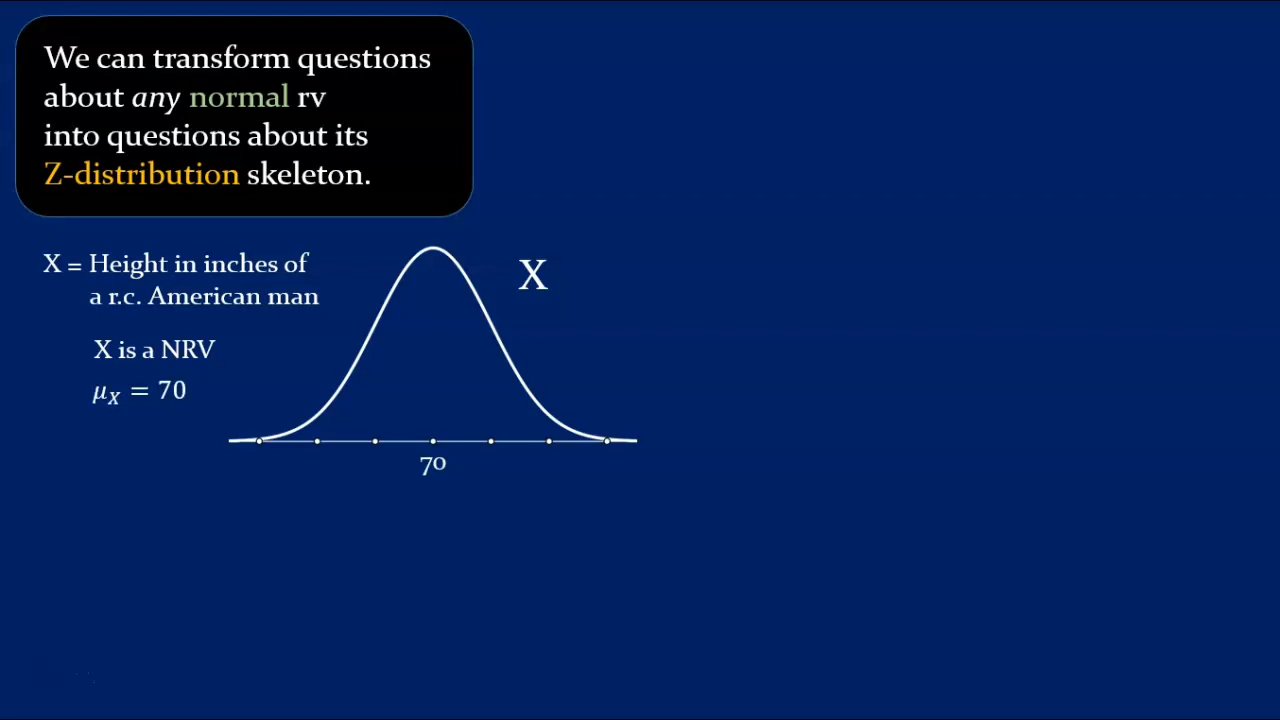 We can transform questions
about any normal rv
into questions about its
Z-distribution skeleton.
X = Height in inches of
a r.c. American man
X is a NRV
μ_X = 70
X
70